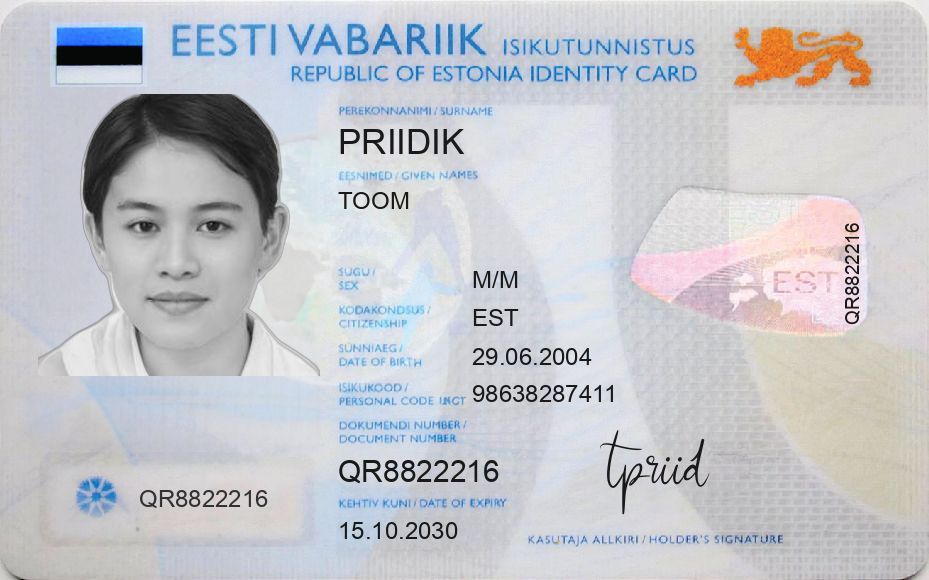 EESTI VABARIIK ISIKUTUNNISTUS
REPUBLIC OF ESTONIA IDENTITY CARD
PEREKONNANIMI / SURNAME
PRIIDIK
EESNIMED / GIVEN NAMES
TOOM
SUGU /
SEX
M/M
KODAKONDSUS /
CITIZENSHIP
EST
SÜNNIAEG /
DATE OF BIRTH
29.06.2004
ISIKUKOOD /
PERSONAL CODE
98638287411
DOKUMENDI NUMBER /
DOCUMENT NUMBER
QR8822216
KEHTIV KUNI / DATE OF EXPIRY
15.10.2030
QR8822216
EST
QR8822216
tpriid
KASUTAJA ALLKIRI / HOLDER'S SIGNATURE